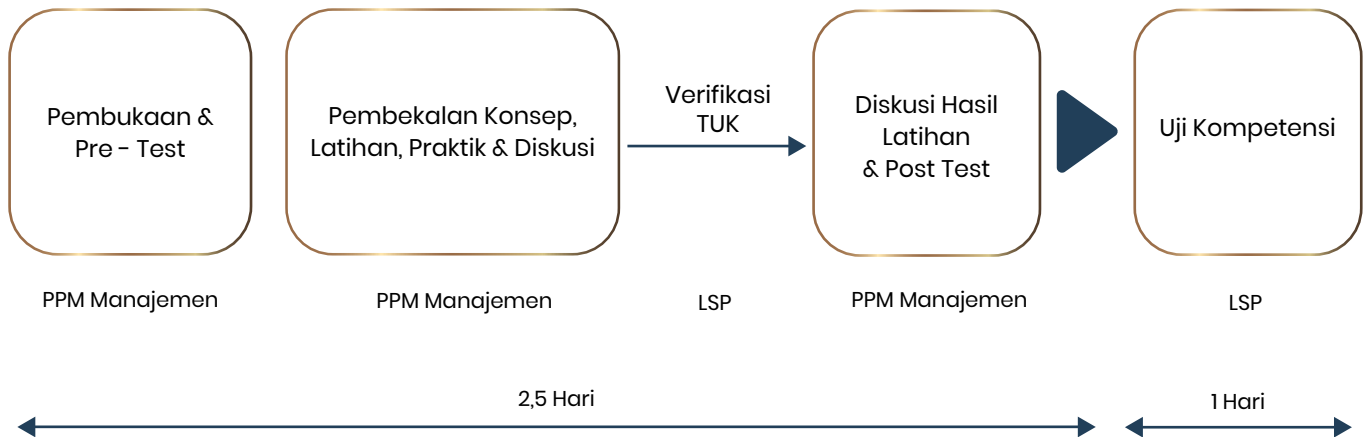 Pembukaan &
Pre - Test
Pembekalan Konsep,
Latihan, Praktik & Diskusi
Verifikasi
TUK
Diskusi Hasil
Latihan
& Post Test
Uji Kompetensi
PPM Manajemen
PPM Manajemen
LSP
PPM Manajemen
LSP
2,5 Hari
1 Hari